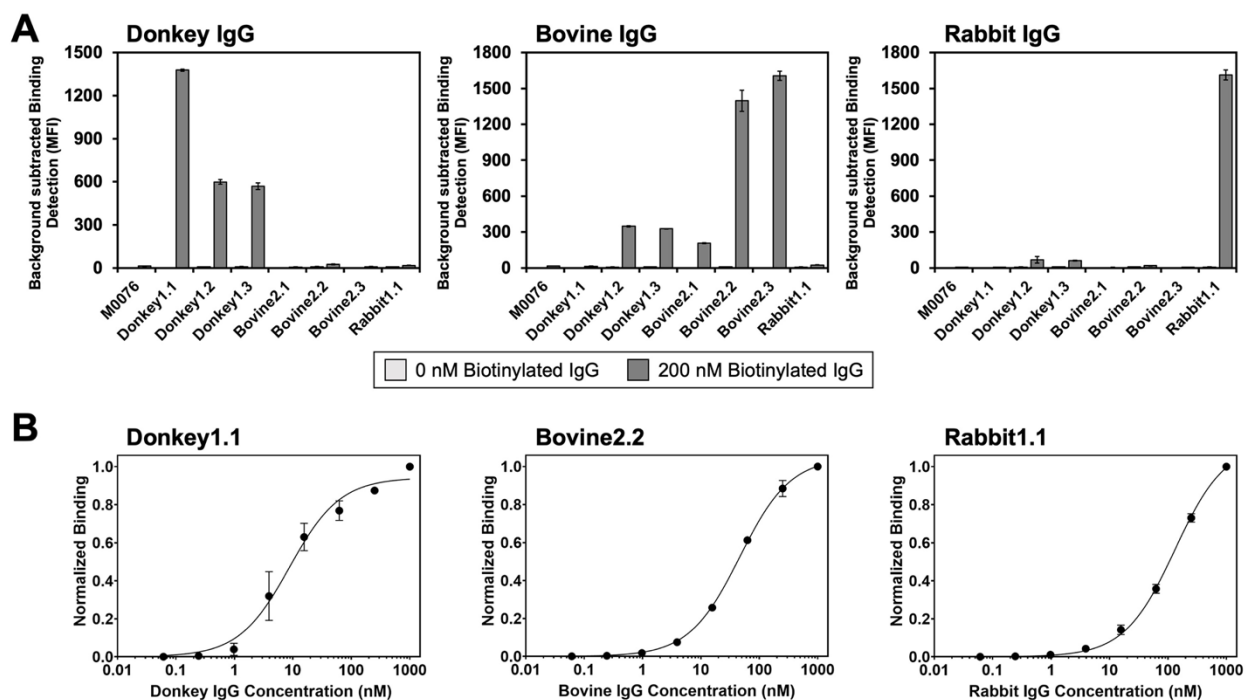 A
Donkey IgG
Background subtracted Binding
Detection (MFI)
1500
1200
900
600
300
0
M0076
Donkey1.1
Donkey1.2
Donkey1.3
Bovine2.1
Bovine2.2
Bovine2.3
Rabbit1.1
Bovine IgG
Background subtracted Binding
Detection (MFI)
1800
1500
1200
900
600
300
0
M0076
Donkey1.1
Donkey1.2
Donkey1.3
Bovine2.1
Bovine2.2
Bovine2.3
Rabbit1.1
Rabbit IgG
Background subtracted Binding
Detection (MFI)
1800
1500
1200
900
600
300
0
M0076
Donkey1.1
Donkey1.2
Donkey1.3
Bovine2.1
Bovine2.2
Bovine2.3
Rabbit1.1
0 nM Biotinylated IgG 200 nM Biotinylated IgG
B
Donkey1.1
Normalized Binding
1.0
0.8
0.6
0.4
0.2
0.0
0.01 0.1 1 10 100 1000
Donkey IgG Concentration (nM)
Bovine2.2
Normalized Binding
1.0
0.8
0.6
0.4
0.2
0.0
0.01 0.1 1 10 100 1000
Bovine IgG Concentration (nM)
Rabbit1.1
Normalized Binding
1.0
0.8
0.6
0.4
0.2
0.0
0.01 0.1 1 10 100 1000
Rabbit IgG Concentration (nM)